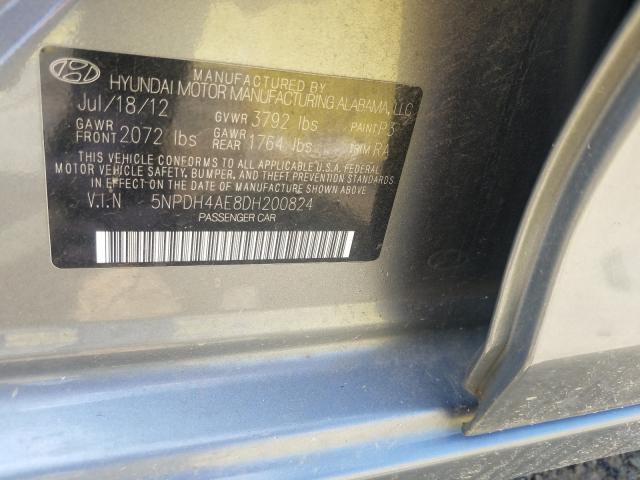 MANUFACTURED BY
HYUNDAI MOTOR MANUFACTURING ALABAMA, LLC
Jul/18/12 GVWR 3792 lbs PAINT P3
GAWR FRONT 2072 lbs GAWR REAR 1764 lbs TRIM RA
THIS VEHICLE CONFORMS TO ALL APPLICABLE U.S.A. FEDERAL
MOTOR VEHICLE SAFETY, BUMPER, AND THEFT PREVENTION STANDARDS
IN EFFECT ON THE DATE OF MANUFACTURE SHOWN ABOVE.
V.I.N 5NPDH4AE8DH200824
PASSENGER CAR